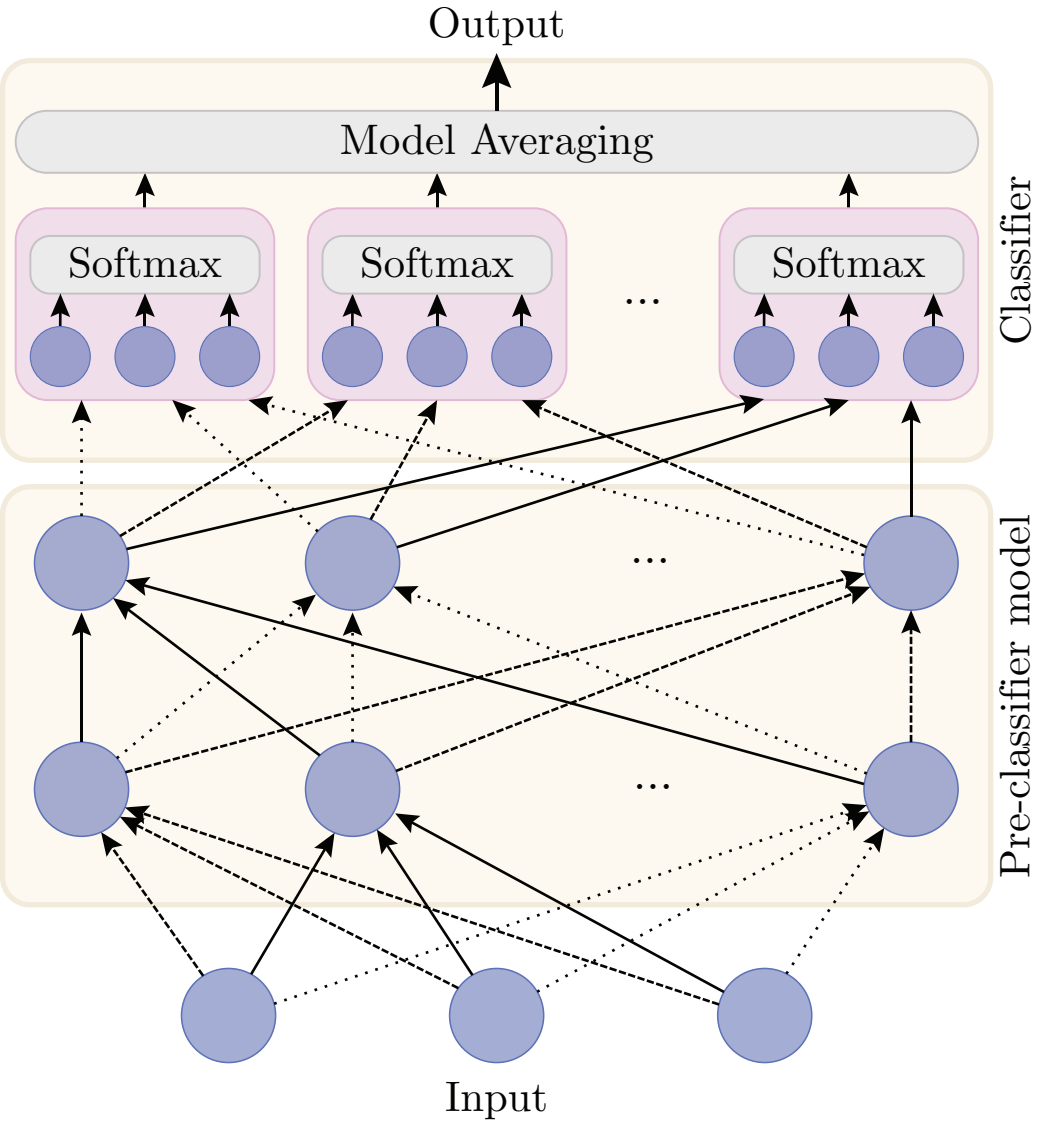 Output
Model Averaging
Softmax
Softmax
...
Softmax
Classifier
...
...
Pre-classifier model
Input